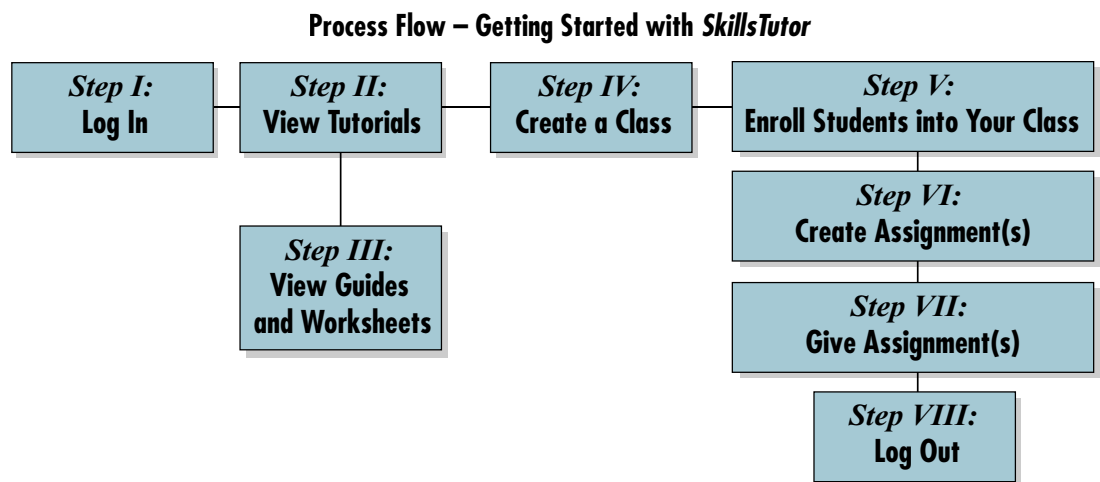 Process Flow – Getting Started with SkillsTutor
Step I:
Log In
Step II:
View Tutorials
Step III:
View Guides
and Worksheets
Step IV:
Create a Class
Step V:
Enroll Students into Your Class
Step VI:
Create Assignment(s)
Step VII:
Give Assignment(s)
Step VIII:
Log Out